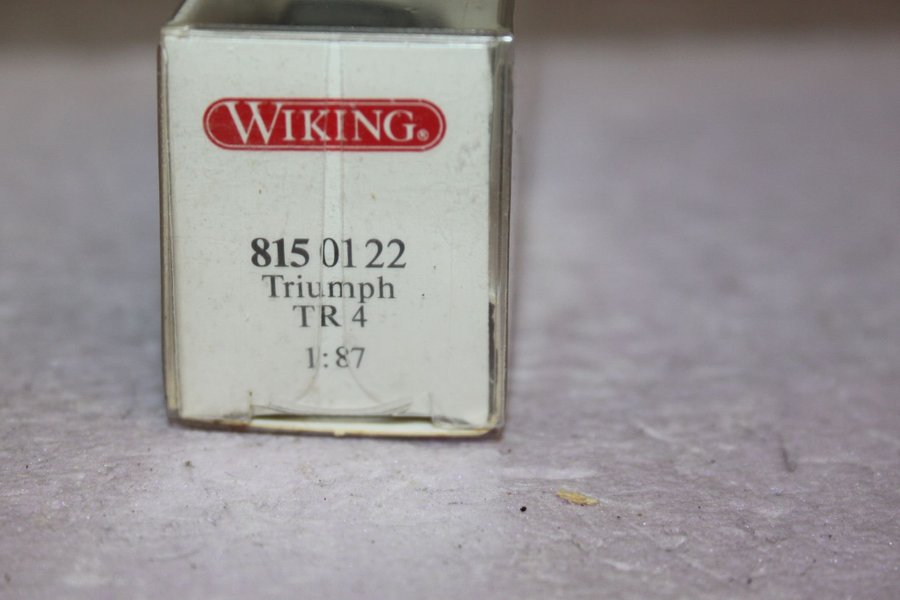 WIKING®
815 01 22
Triumph
TR 4
1:87